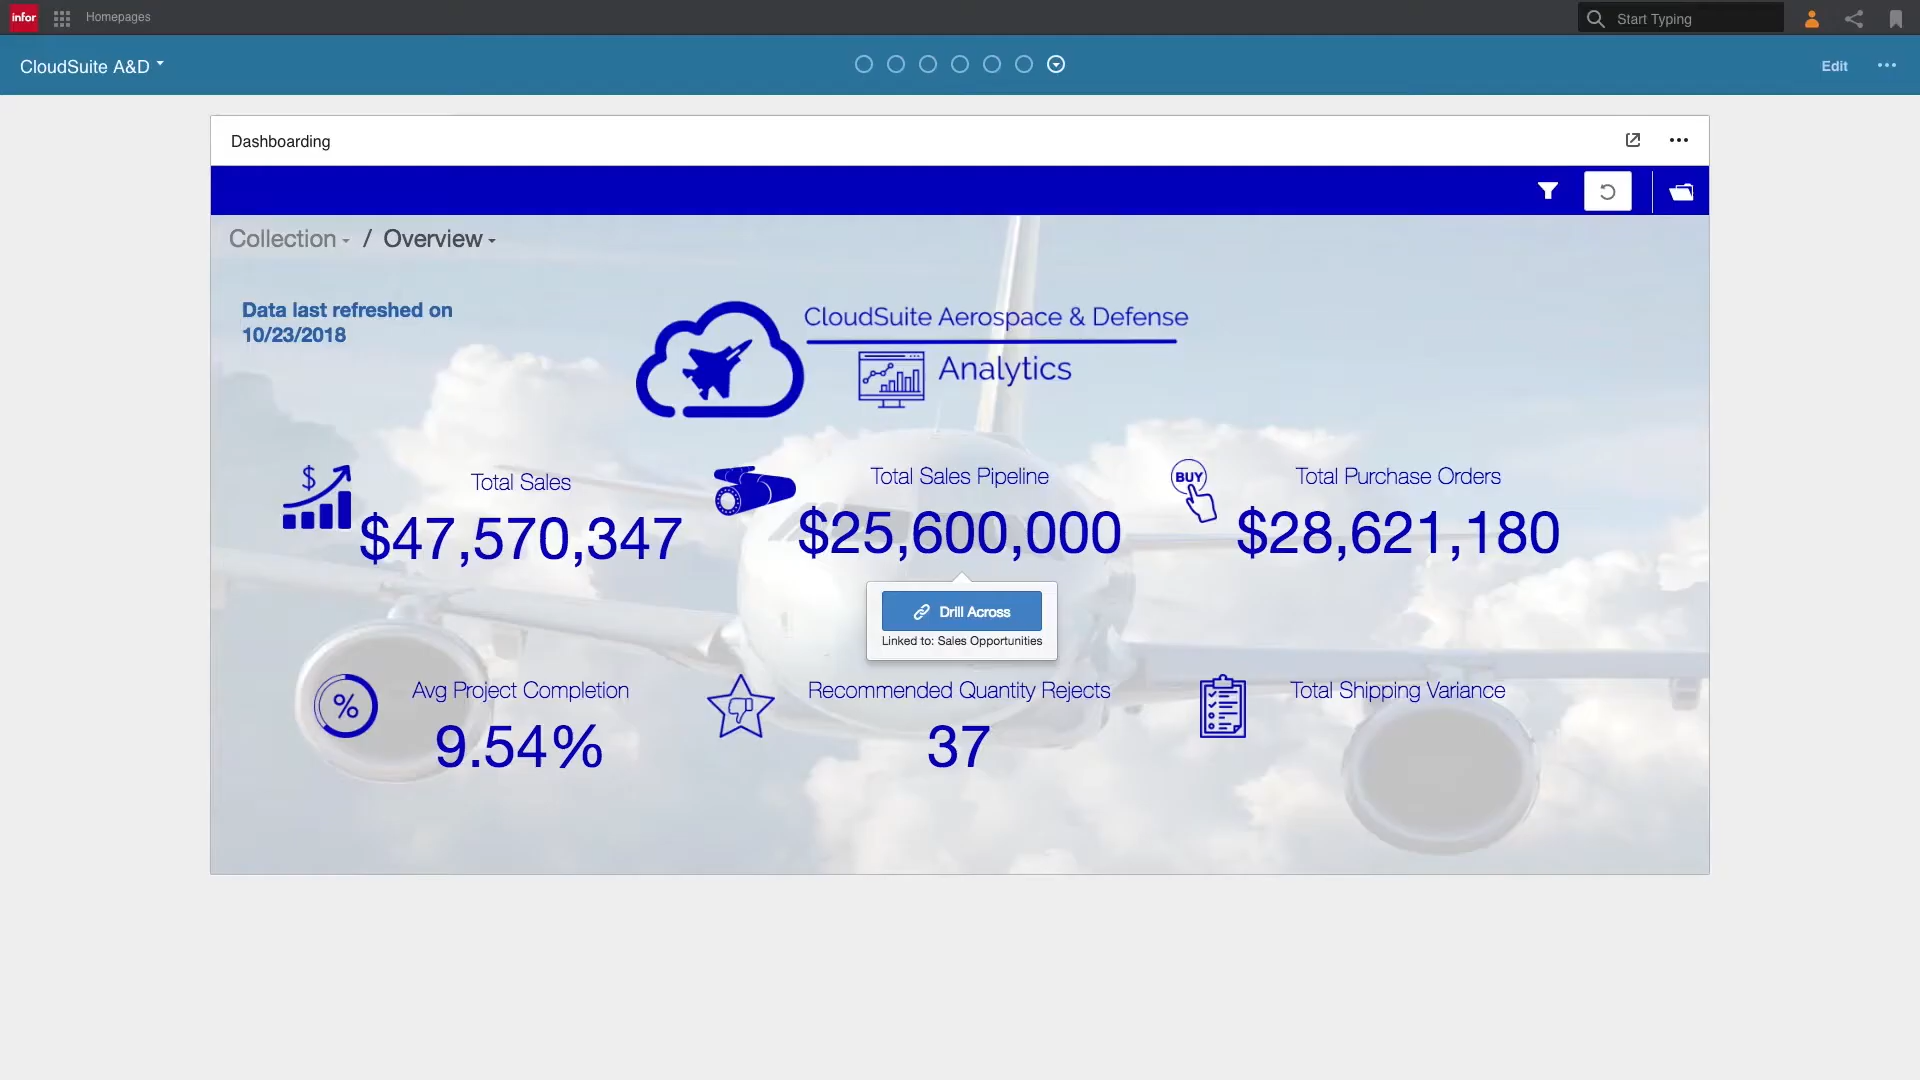 infor
Homepages
Start Typing
CloudSuite A&D
Edit
Dashboarding
Collection / Overview
Data last refreshed on
10/23/2018
CloudSuite Aerospace & Defense
Analytics
Total Sales
$47,570,347
Total Sales Pipeline
$25,600,000
BUY
Total Purchase Orders
$28,621,180
Drill Across
Linked to: Sales Opportunities
%
Avg Project Completion
9.54%
Recommended Quantity Rejects
37
Total Shipping Variance